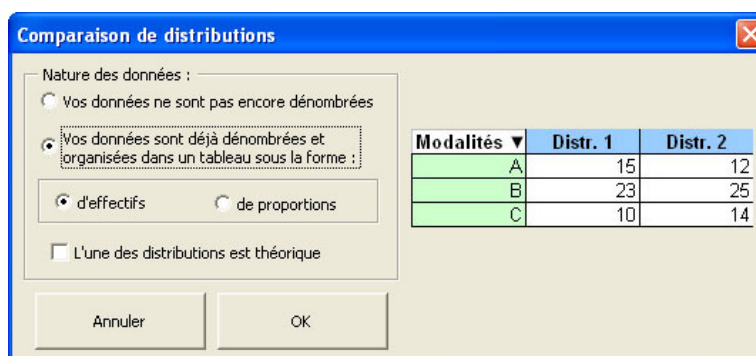 Comparaison de distributions
Nature des données :
Vos données ne sont pas encore dénombrées
Vos données sont déjà dénombrées et
organisées dans un tableau sous la forme :
d'effectifs de proportions
L'une des distributions est théorique
Annuler OK
Modalités ▼ Distr. 1 Distr. 2
A 15 12
B 23 25
C 10 14